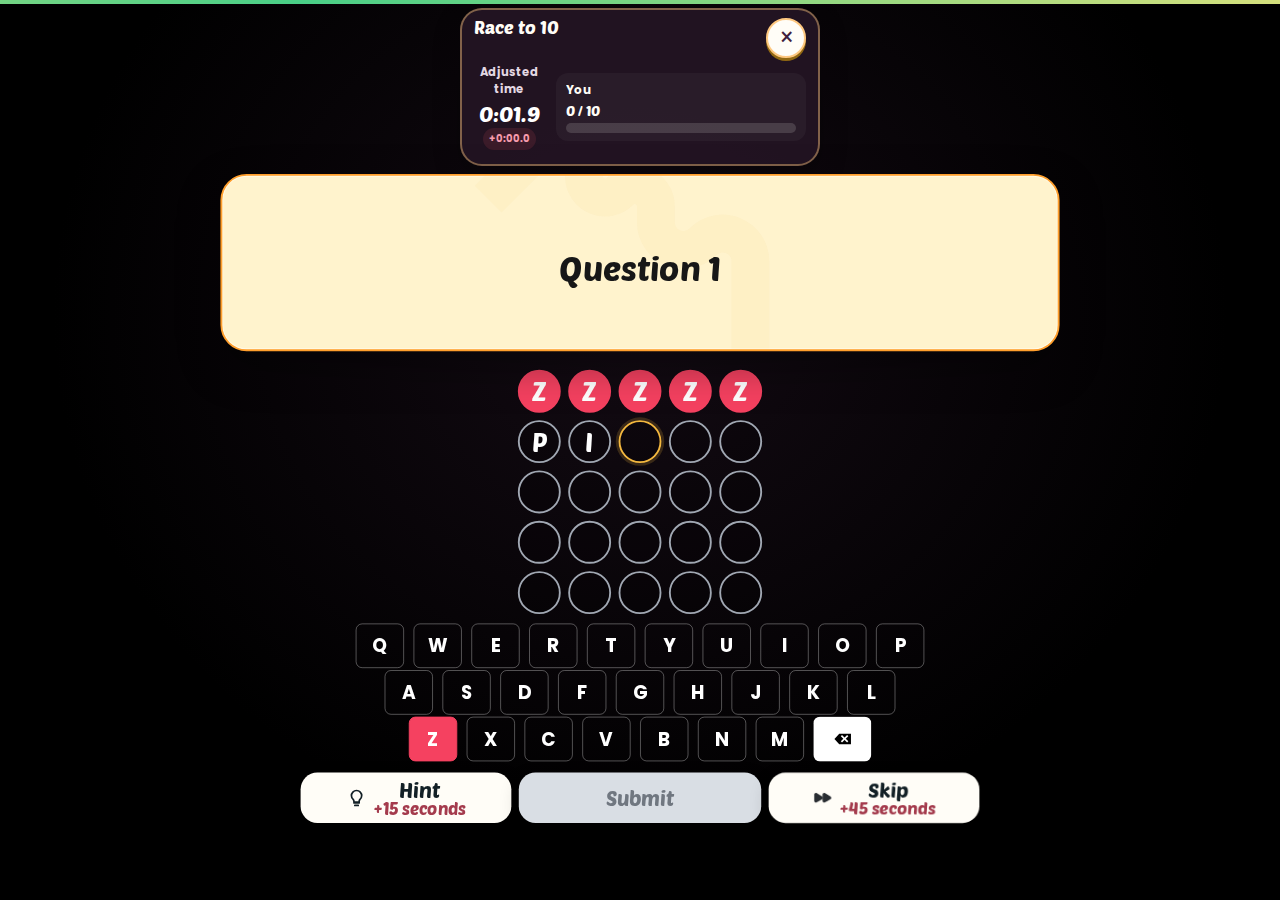 Race to 10
×
Adjusted
time
0:01.9
+0:00.0
You
0 / 10
Question 1
Z Z Z Z Z
P I
Q W E R T Y U I O P
A S D F G H J K L
Z X C V B N M
Hint
+15 seconds
Submit
Skip
+45 seconds